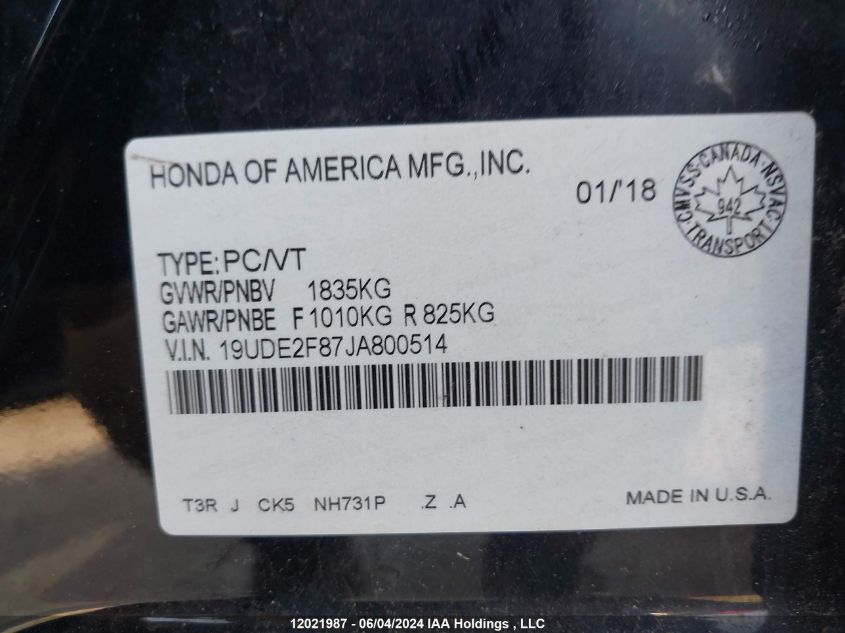 HONDA OF AMERICA MFG.,INC.
01/'18
CMVSS·CANADA·NSVAC·TRANSPORT·
942
TYPE:PC/VT
GVWR/PNBV 1835KG
GAWR/PNBE F1010KG R825KG
V.I.N. 19UDE2F87JA800514
T3R J CK5 NH731P .Z .A
MADE IN U.S.A.
12021987 - 06/04/2024 IAA Holdings , LLC